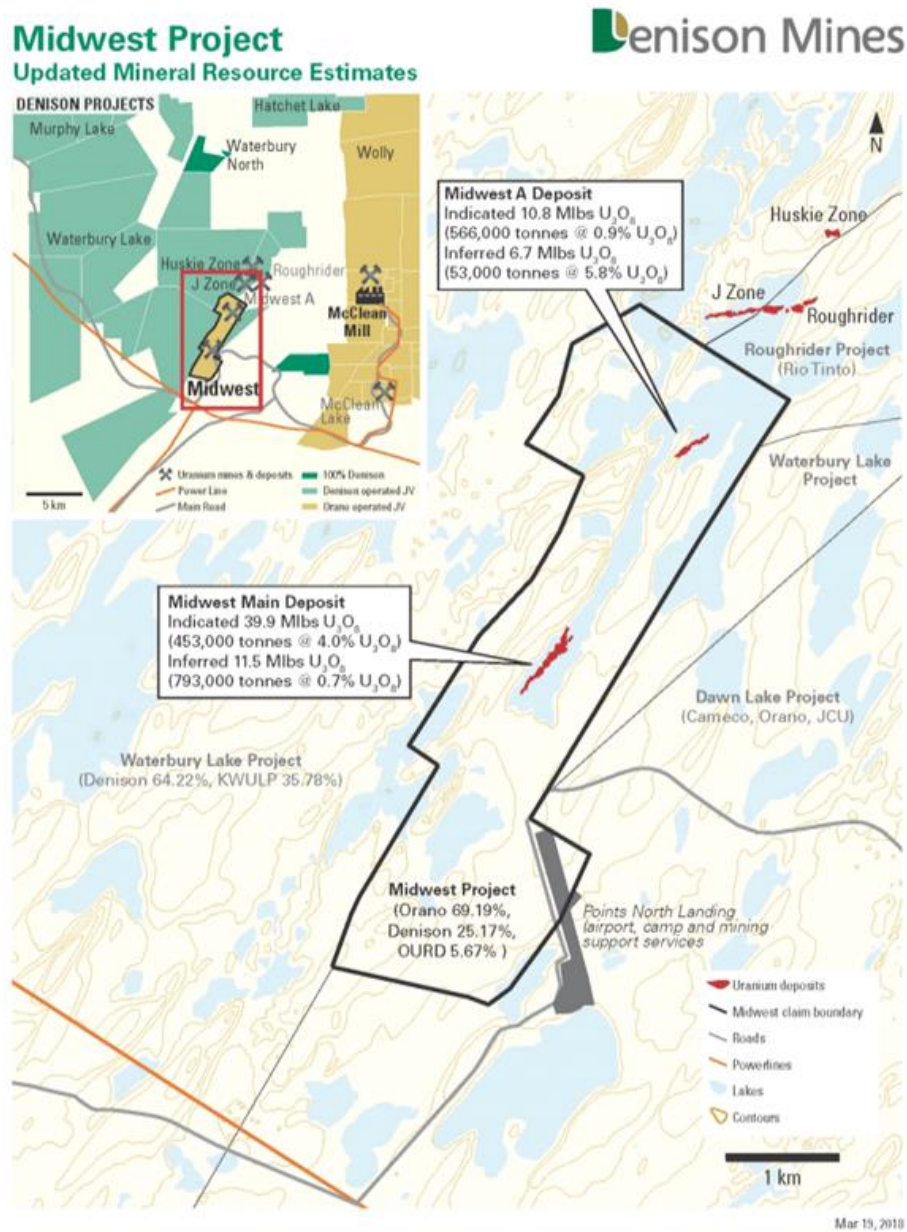 Midwest Project
Updated Mineral Resource Estimates
Denison Mines
DENISON PROJECTS
Hatchet Lake
Murphy Lake
Waterbury
North
Wolly
Waterbury Lake
Huskie Zone
Roughrider
J Zone
Midwest A
McClean
Mill
Midwest
McClean
Lake
Uranium mines & deposits
Power Line
Main Road
100% Denison
Denison operated JV
Orano operated JV
5 km
N
Midwest A Deposit
Indicated 10.8 Mlbs U₃O₈
(566,000 tonnes @ 0.9% U₃O₈)
Inferred 6.7 Mlbs U₃O₈
(53,000 tonnes @ 5.8% U₃O₈)
Huskie Zone
J Zone
Roughrider
Roughrider Project
(Rio Tinto)
Waterbury Lake
Project
Midwest Main Deposit
Indicated 39.9 Mlbs U₃O₈
(453,000 tonnes @ 4.0% U₃O₈)
Inferred 11.5 Mlbs U₃O₈
(793,000 tonnes @ 0.7% U₃O₈)
Dawn Lake Project
(Cameco, Orano, JCU)
Waterbury Lake Project
(Denison 64.22%, KWULP 35.78%)
Midwest Project
(Orano 69.19%,
Denison 25.17%,
OURD 5.67% )
Points North Landing
(airport, camp and mining
support services
Uranium deposits
Midwest claim boundary
Roads
Powerlines
Lakes
Contours
1 km
Mar 19, 2018